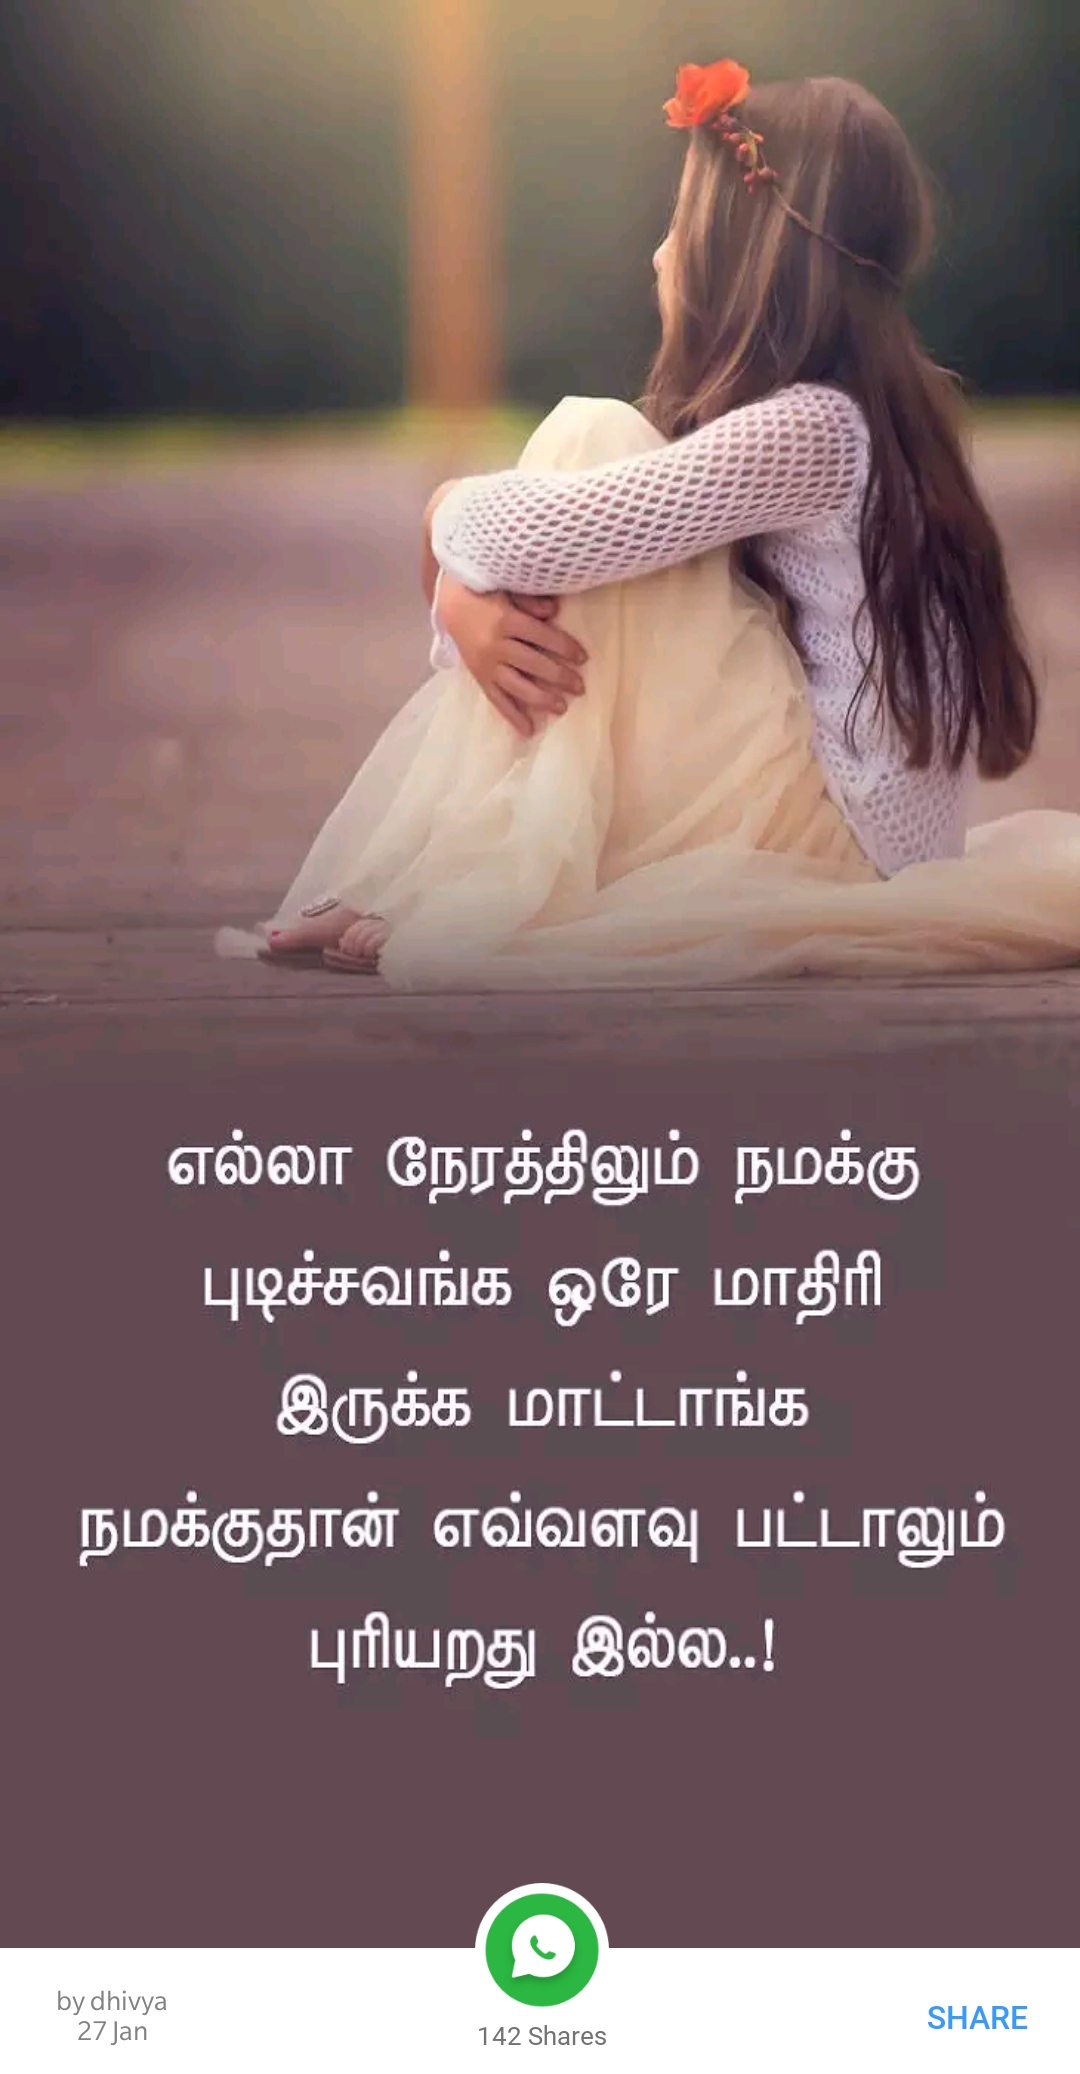 எல்லா நேரத்திலும் நமக்கு
புடிச்சவங்க ஒரே மாதிரி
இருக்க மாட்டாங்க
நமக்குதான் எவ்வளவு பட்டாலும்
புரியறது இல்ல..!
by dhivya
27 Jan
142 Shares
SHARE